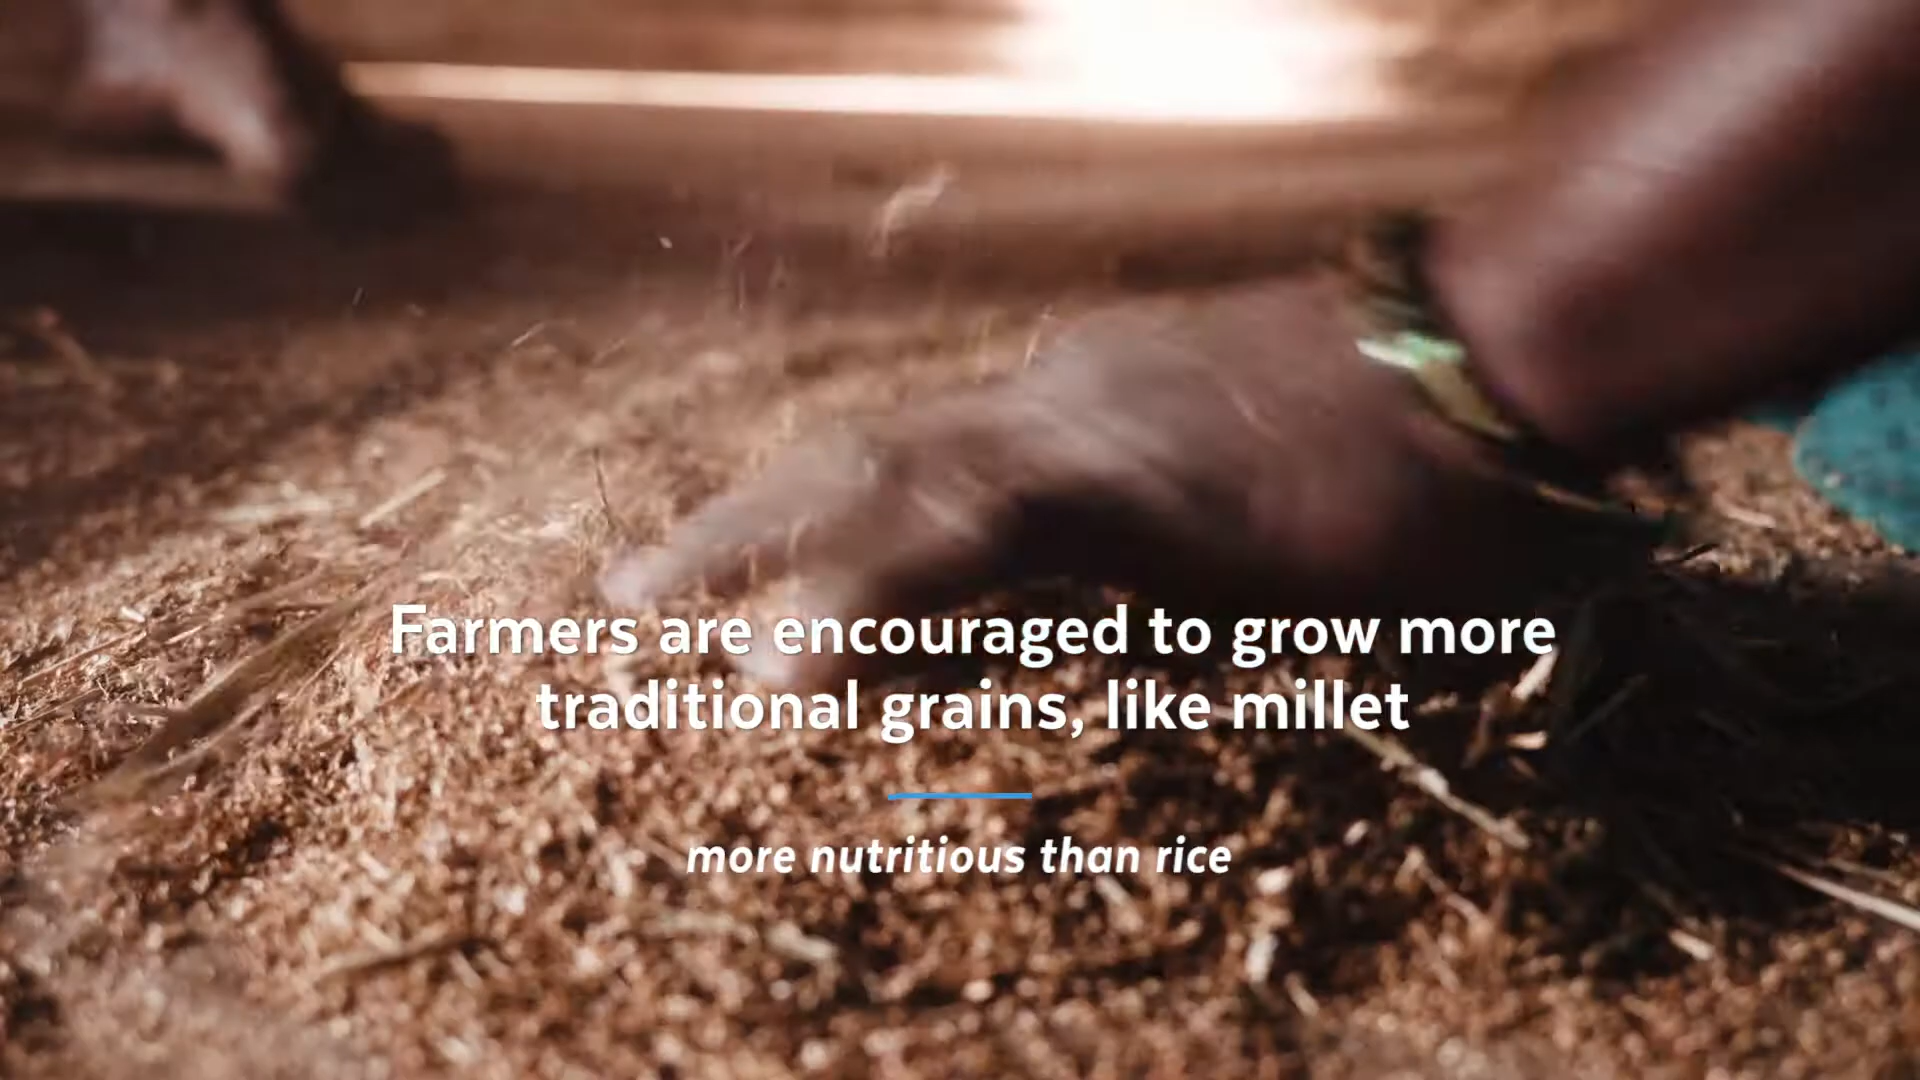 Farmers are encouraged to grow more
traditional grains, like millet
more nutritious than rice